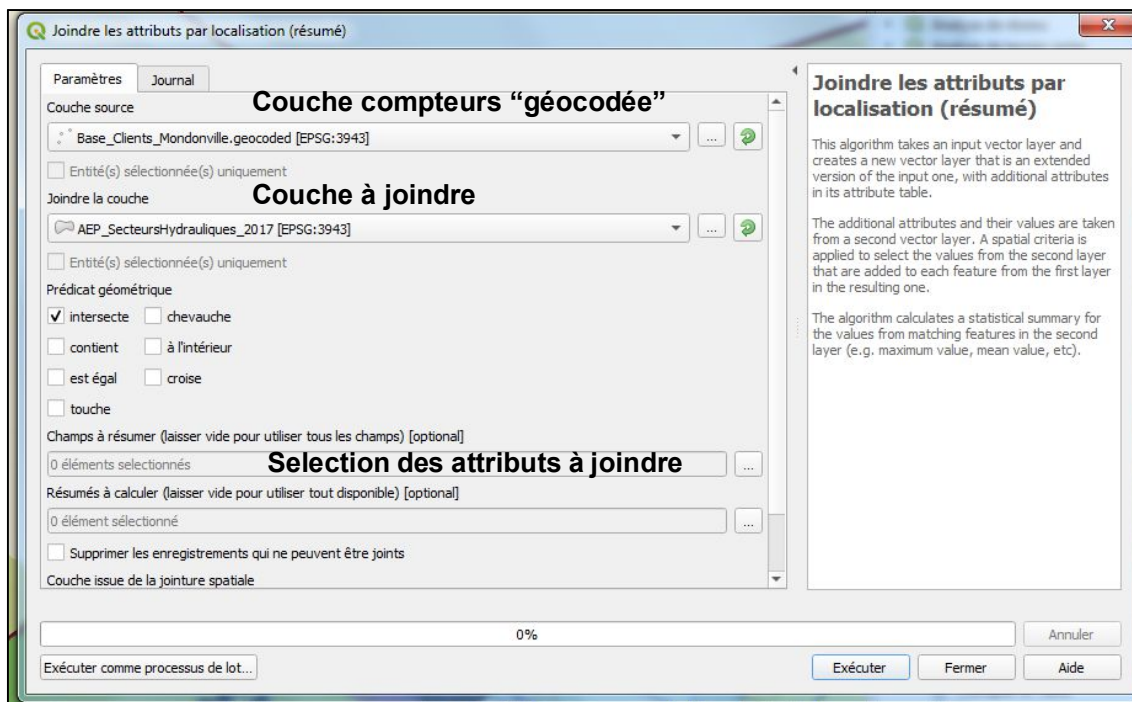 Joindre les attributs par localisation (résumé)
Paramètres Journal
Couche source
Couche compteurs “géocodée”
Base_Clients_Mondonville.geocoded [EPSG:3943]
...
Entité(s) sélectionnée(s) uniquement
Joindre la couche
Couche à joindre
AEP_SecteursHydrauliques_2017 [EPSG:3943]
...
Entité(s) sélectionnée(s) uniquement
Prédicat géométrique
intersecte chevauche
contient à l'intérieur
est égal croise
touche
Champs à résumer (laisser vide pour utiliser tous les champs) [optional]
0 éléments selectionnés
Selection des attributs à joindre
...
Résumés à calculer (laisser vide pour utiliser tout disponible) [optional]
0 élément sélectionné
...
Supprimer les enregistrements qui ne peuvent être joints
Couche issue de la jointure spatiale
Joindre les attributs par
localisation (résumé)
This algorithm takes an input vector layer and
creates a new vector layer that is an extended
version of the input one, with additional attributes
in its attribute table.
The additional attributes and their values are taken
from a second vector layer. A spatial criteria is
applied to select the values from the second layer
that are added to each feature from the first layer
in the resulting one.
The algorithm calculates a statistical summary for
the values from matching features in the second
layer (e.g. maximum value, mean value, etc).
0%
Annuler
Exécuter comme processus de lot...
Exécuter Fermer Aide